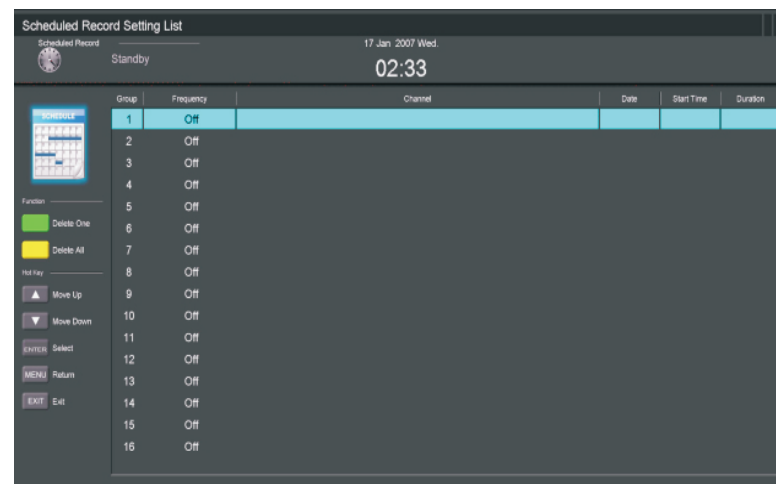 Scheduled Record Setting List
Scheduled Record
Standby
17 Jan 2007 Wed.
02:33
SCHEDULE
Group Frequency Channel Date Start Time Duration
1 Off
2 Off
3 Off
4 Off
5 Off
6 Off
7 Off
8 Off
9 Off
10 Off
11 Off
12 Off
13 Off
14 Off
15 Off
16 Off
Function
Delete One
Delete All
Hot Key
Move Up
Move Down
ENTER Select
MENU Return
EXIT Exit